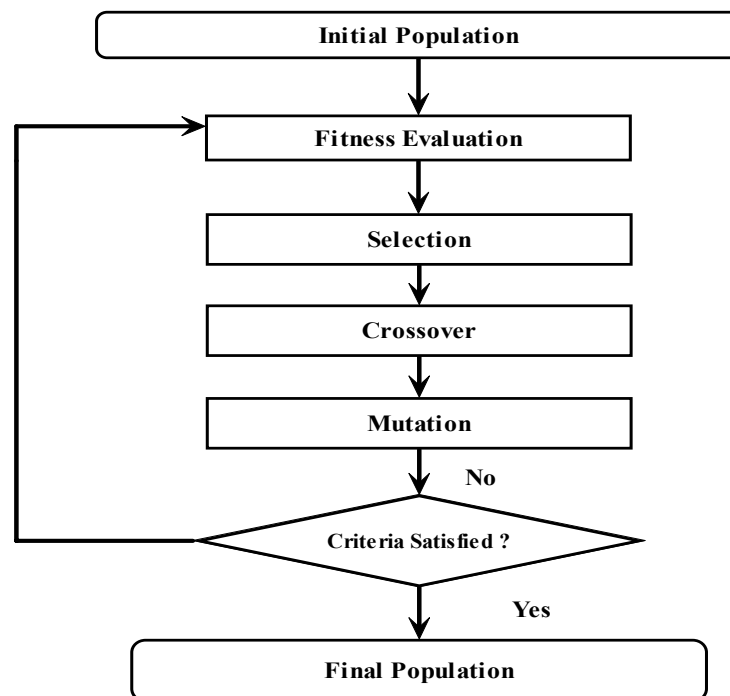 Initial Population
Fitness Evaluation
Selection
Crossover
Mutation
No
Criteria Satisfied ?
Yes
Final Population